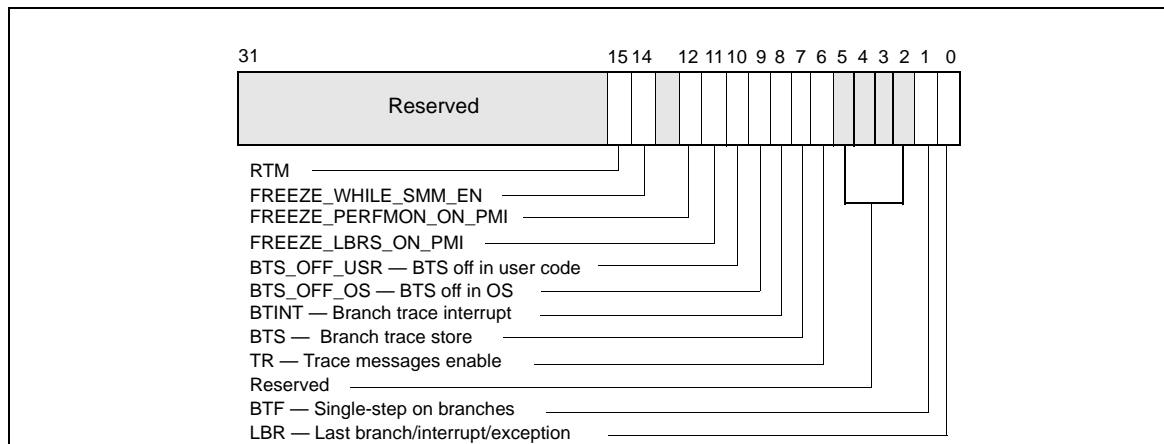 31 15 14 12 11 10 9 8 7 6 5 4 3 2 1 0
Reserved
RTM
FREEZE_WHILE_SMM_EN
FREEZE_PERFMON_ON_PMI
FREEZE_LBRS_ON_PMI
BTS_OFF_USR — BTS off in user code
BTS_OFF_OS — BTS off in OS
BTINT — Branch trace interrupt
BTS — Branch trace store
TR — Trace messages enable
Reserved
BTF — Single-step on branches
LBR — Last branch/interrupt/exception